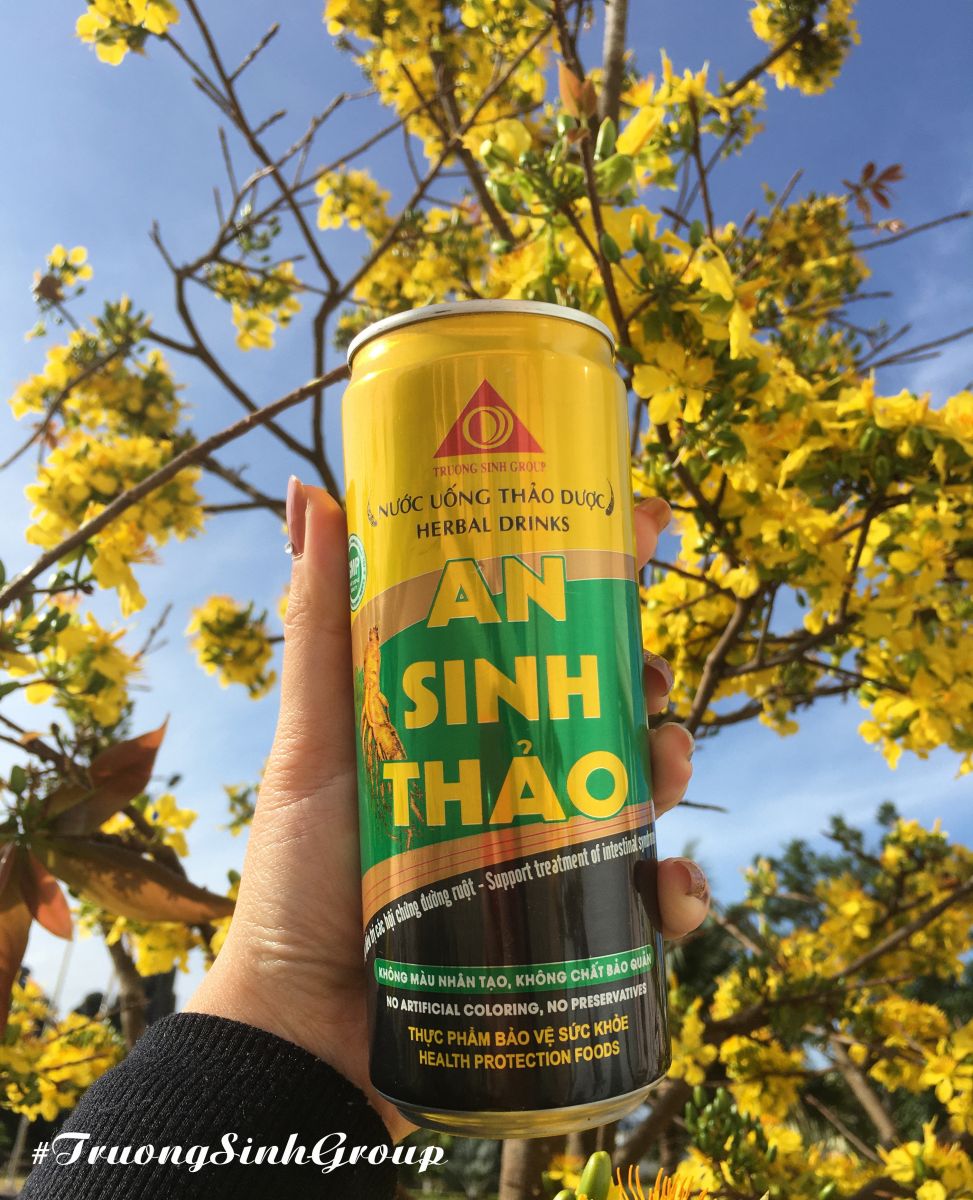 TRUONG SINH GROUP
NƯỚC UỐNG THẢO DƯỢC
HERBAL DRINKS
AN
SINH
THẢO
các hội chứng đường ruột - Support treatment of intestinal
KHÔNG MÀU NHÂN TẠO, KHÔNG CHẤT BẢO QUẢN
NO ARTIFICIAL COLORING, NO PRESERVATIVES
THỰC PHẨM BẢO VỆ SỨC KHỎE
HEALTH PROTECTION FOODS
#TruongSinhGroup